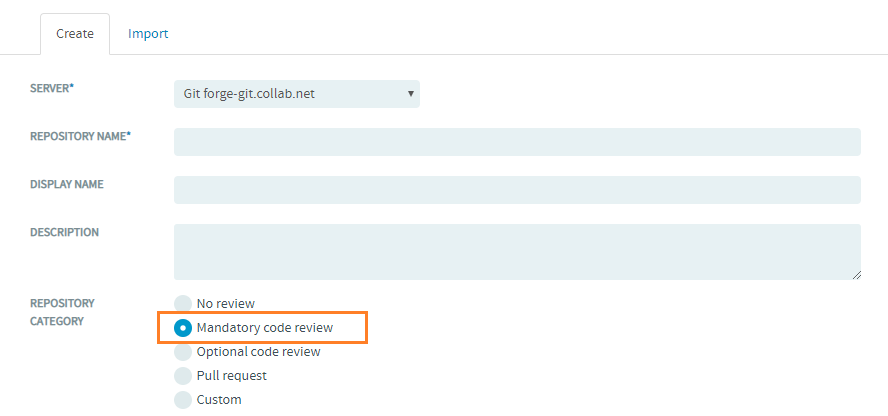 Create Import
SERVER*
Git forge-git.collab.net
REPOSITORY NAME*
DISPLAY NAME
DESCRIPTION
REPOSITORY
CATEGORY
No review
Mandatory code review
Optional code review
Pull request
Custom